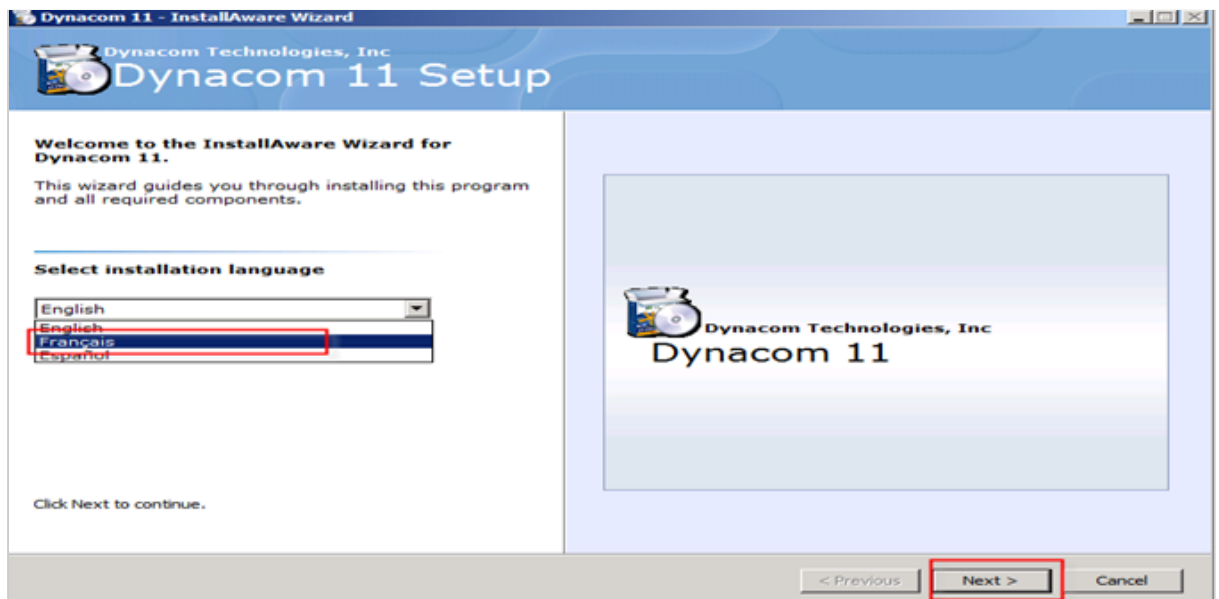 Dynacom 11 - InstallAware Wizard
Dynacom Technologies, Inc
Dynacom 11 Setup
Welcome to the InstallAware Wizard for
Dynacom 11.
This wizard guides you through installing this program
and all required components.
Select installation language
English
English
Français
Español
Click Next to continue.
Dynacom Technologies, Inc
Dynacom 11
< Previous
Next >
Cancel